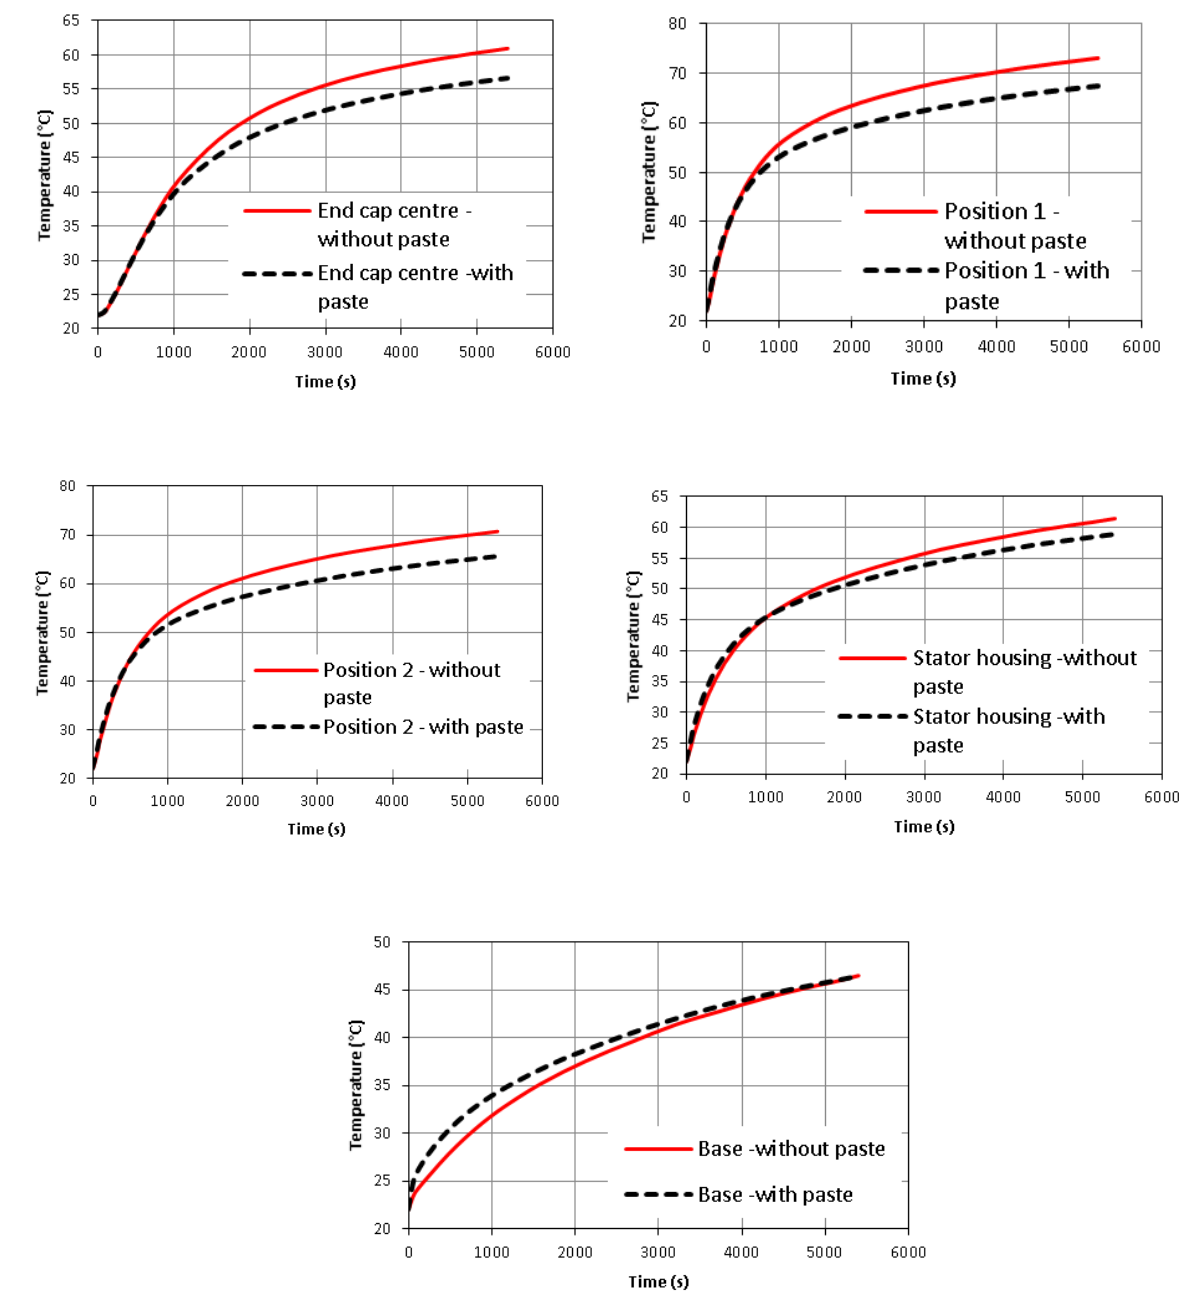 65
60
55
50
45
40
35
30
25
20
Temperature (°C)
End cap centre -
without paste
End cap centre -with
paste
0 1000 2000 3000 4000 5000 6000
Time (s)
80
70
60
50
40
30
20
Temperature (°C)
Position 1 -
without paste
Position 1 - with
paste
0 1000 2000 3000 4000 5000 6000
Time (s)
80
70
60
50
40
30
20
Temperature (°C)
Position 2 - without
paste
Position 2 - with paste
0 1000 2000 3000 4000 5000 6000
Time (s)
65
60
55
50
45
40
35
30
25
20
Temperature (°C)
Stator housing -without
paste
Stator housing -with
paste
0 1000 2000 3000 4000 5000 6000
Time (s)
50
45
40
35
30
25
20
Temperature (°C)
Base -without paste
Base -with paste
0 1000 2000 3000 4000 5000 6000
Time (s)